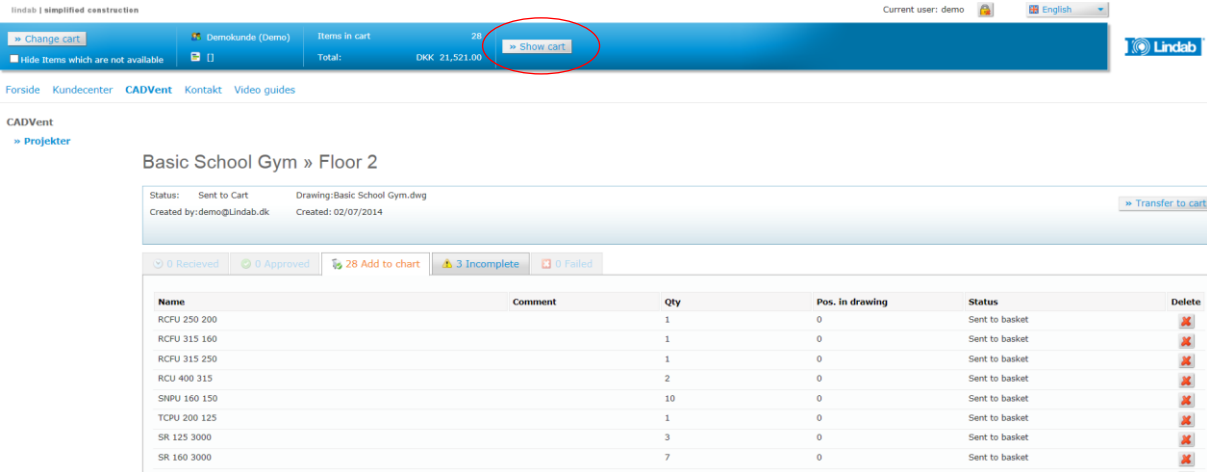 lindab | simplified construction
Current user: demo
English
» Change cart
Demokunde (Demo)
Items in cart 28
» Show cart
Hide Items which are not available
[]
Total: DKK 21,521.00
Lindab
Forside Kundecenter CADVent Kontakt Video guides
CADVent
» Projekter
Basic School Gym » Floor 2
Status: Sent to Cart Drawing:Basic School Gym.dwg
» Transfer to cart
Created by:demo@Lindab.dk Created: 02/07/2014
0 Recieved 0 Approved 28 Add to chart 3 Incomplete 0 Failed
Name Comment Qty Pos. in drawing Status Delete
RCFU 250 200 1 0 Sent to basket
RCFU 315 160 1 0 Sent to basket
RCFU 315 250 1 0 Sent to basket
RCU 400 315 2 0 Sent to basket
SNPU 160 150 10 0 Sent to basket
TCPU 200 125 1 0 Sent to basket
SR 125 3000 3 0 Sent to basket
SR 160 3000 7 0 Sent to basket